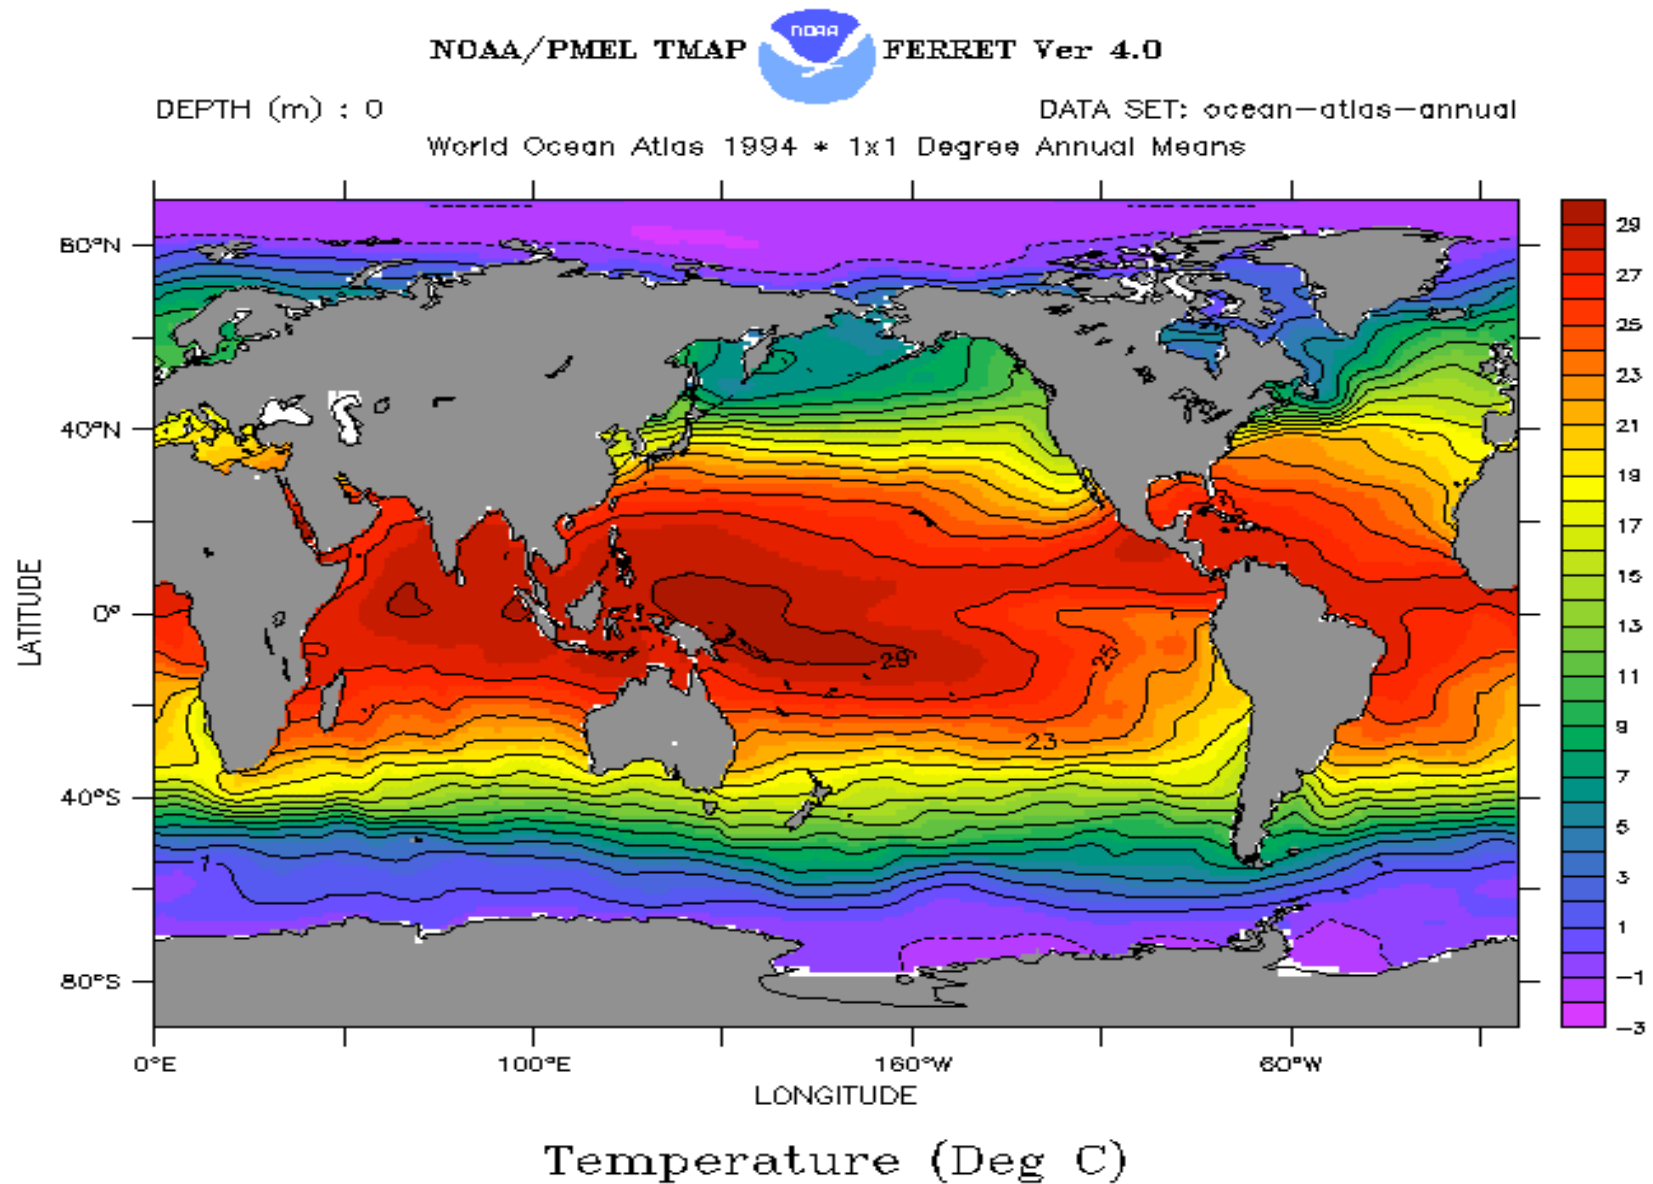 NOAA
NOAA/PMEL TMAP FERRET Ver 4.0
DEPTH (m) : 0 DATA SET: ocean-atlas-annual
World Ocean Atlas 1994 * 1x1 Degree Annual Means
80°N
40°N
0°
40°S
80°S
LATITUDE
29
25
23
1
29
27
25
23
21
19
17
15
13
11
9
7
5
3
1
-1
-3
0°E 100°E 160°W 60°W
LONGITUDE
Temperature (Deg C)